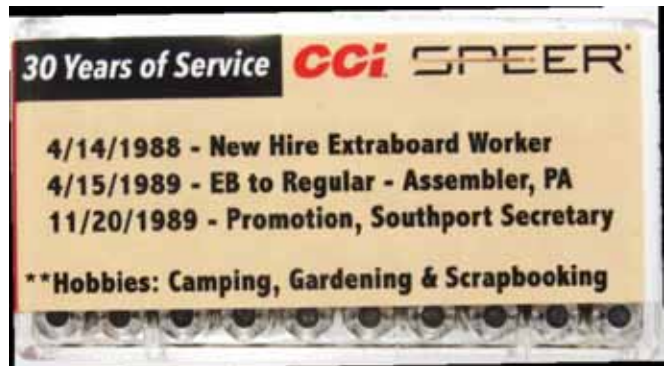 30 Years of Service CCi SPEER
4/14/1988 - New Hire Extraboard Worker
4/15/1989 - EB to Regular - Assembler, PA
11/20/1989 - Promotion, Southport Secretary
**Hobbies: Camping, Gardening & Scrapbooking